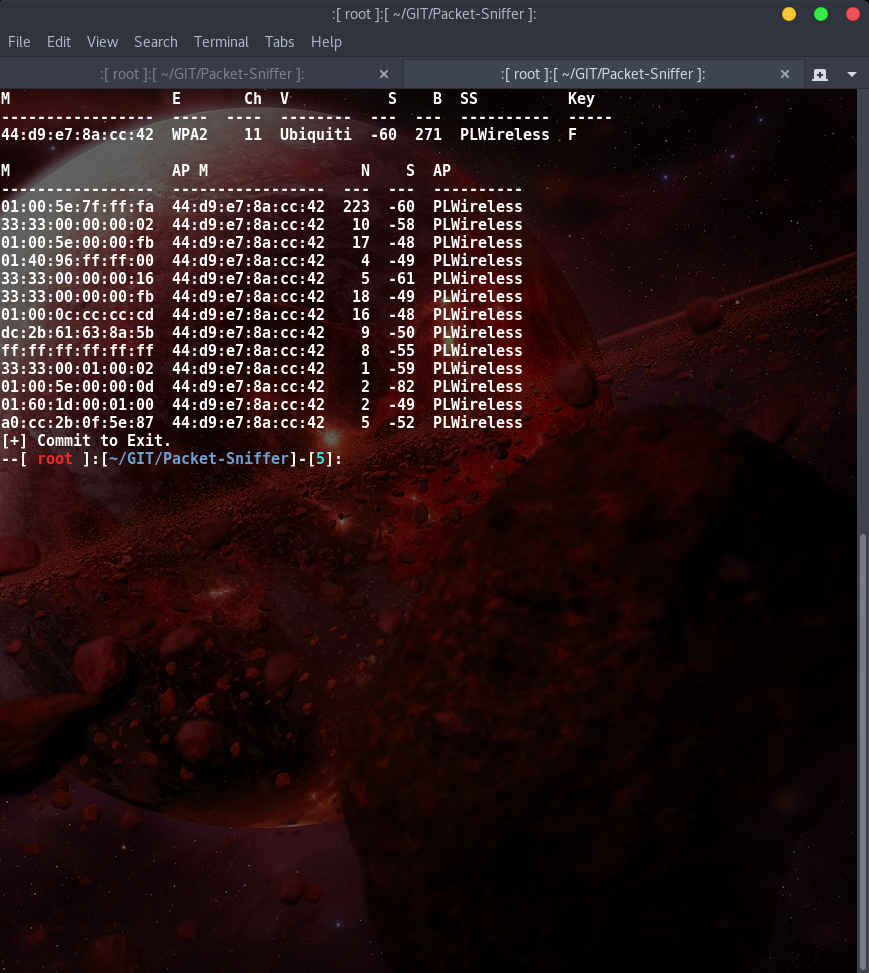 :[ root ]:[ ~/GIT/Packet-Sniffer ]:
File Edit View Search Terminal Tabs Help
:[ root ]:[ ~/GIT/Packet-Sniffer ]: × :[ root ]:[ ~/GIT/Packet-Sniffer ]: ×
M                  E       Ch  V           S    B  SS          Key
-----------------  ----  ----  --------  ---  ---  ----------  -----
44:d9:e7:8a:cc:42  WPA2    11  Ubiquiti  -60  271  PLWireless  F
M                  AP M                 N    S  AP
-----------------  -----------------  ---  ---  ----------
01:00:5e:7f:ff:fa  44:d9:e7:8a:cc:42  223  -60  PLWireless
33:33:00:00:00:02  44:d9:e7:8a:cc:42   10  -58  PLWireless
01:00:5e:00:00:fb  44:d9:e7:8a:cc:42   17  -48  PLWireless
01:40:96:ff:ff:00  44:d9:e7:8a:cc:42    4  -49  PLWireless
33:33:00:00:00:16  44:d9:e7:8a:cc:42    5  -61  PLWireless
33:33:00:00:00:fb  44:d9:e7:8a:cc:42   18  -49  PLWireless
01:00:0c:cc:cc:cd  44:d9:e7:8a:cc:42   16  -48  PLWireless
dc:2b:61:63:8a:5b  44:d9:e7:8a:cc:42    9  -50  PLWireless
ff:ff:ff:ff:ff:ff  44:d9:e7:8a:cc:42    8  -55  PLWireless
33:33:00:01:00:02  44:d9:e7:8a:cc:42    1  -59  PLWireless
01:00:5e:00:00:0d  44:d9:e7:8a:cc:42    2  -82  PLWireless
01:60:1d:00:01:00  44:d9:e7:8a:cc:42    2  -49  PLWireless
a0:cc:2b:0f:5e:87  44:d9:e7:8a:cc:42    5  -52  PLWireless
[+] Commit to Exit.
--[ root ]:[~/GIT/Packet-Sniffer]-[5]: